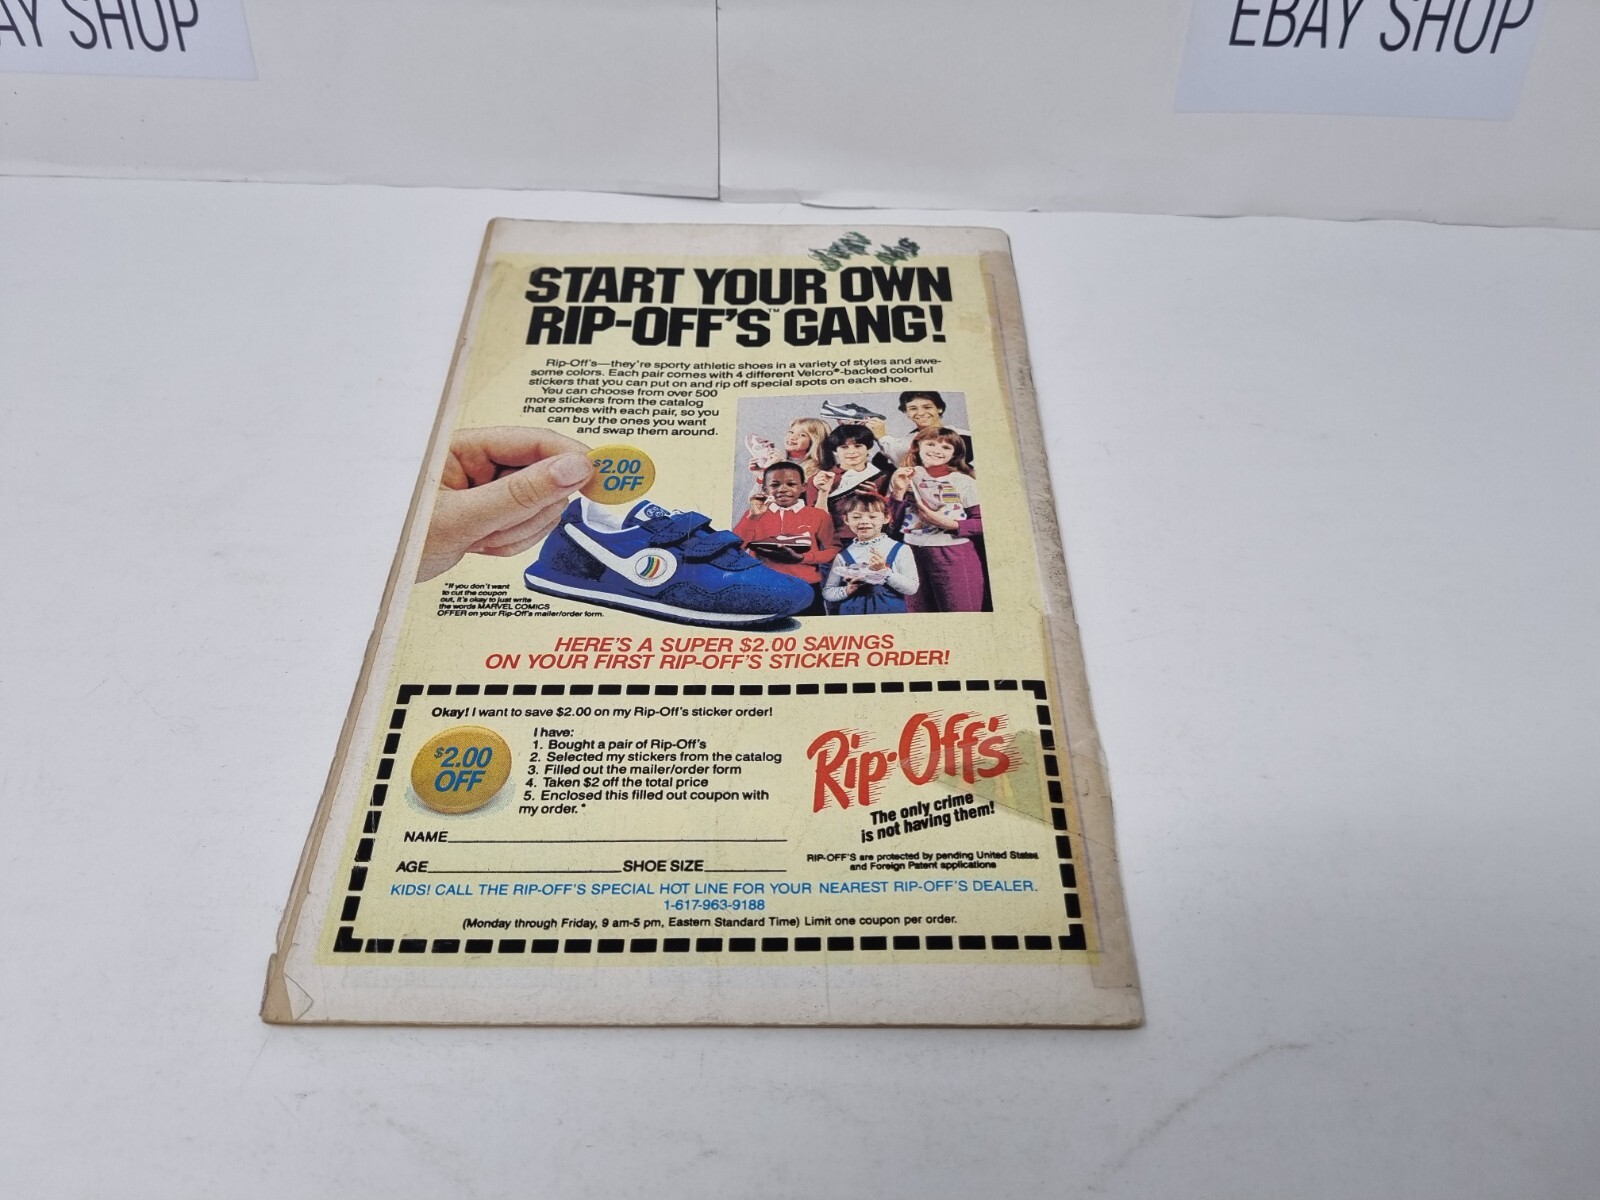 AY SHOP
EBAY SHOP
START YOUR OWN
RIP-OFF'S™ GANG!
Rip-Off's—they're sporty athletic shoes in a variety of styles and awe-
some colors. Each pair comes with 4 different Velcro®-backed colorful
stickers that you can put on and rip off special spots on each shoe.
You can choose from over 500
more stickers from the catalog
that comes with each pair, so you
can buy the ones you want
and swap them around.
$2.00
OFF
*If you don't want
to cut the coupon
out, it's okay to just write
the words MARVEL COMICS
OFFER on your Rip-Off's mailer/order form.
HERE'S A SUPER $2.00 SAVINGS
ON YOUR FIRST RIP-OFF'S STICKER ORDER!
Okay! I want to save $2.00 on my Rip-Off's sticker order!
$2.00
OFF
I have:
1. Bought a pair of Rip-Off's
2. Selected my stickers from the catalog
3. Filled out the mailer/order form
4. Taken $2 off the total price
5. Enclosed this filled out coupon with
my order.*
Rip-Off's
The only crime
is not having them!
NAME
RIP-OFF'S are protected by pending United States
and Foreign Patent applications
AGE SHOE SIZE
KIDS! CALL THE RIP-OFF'S SPECIAL HOT LINE FOR YOUR NEAREST RIP-OFF'S DEALER.
1-617-963-9188
(Monday through Friday, 9 am-5 pm, Eastern Standard Time) Limit one coupon per order.